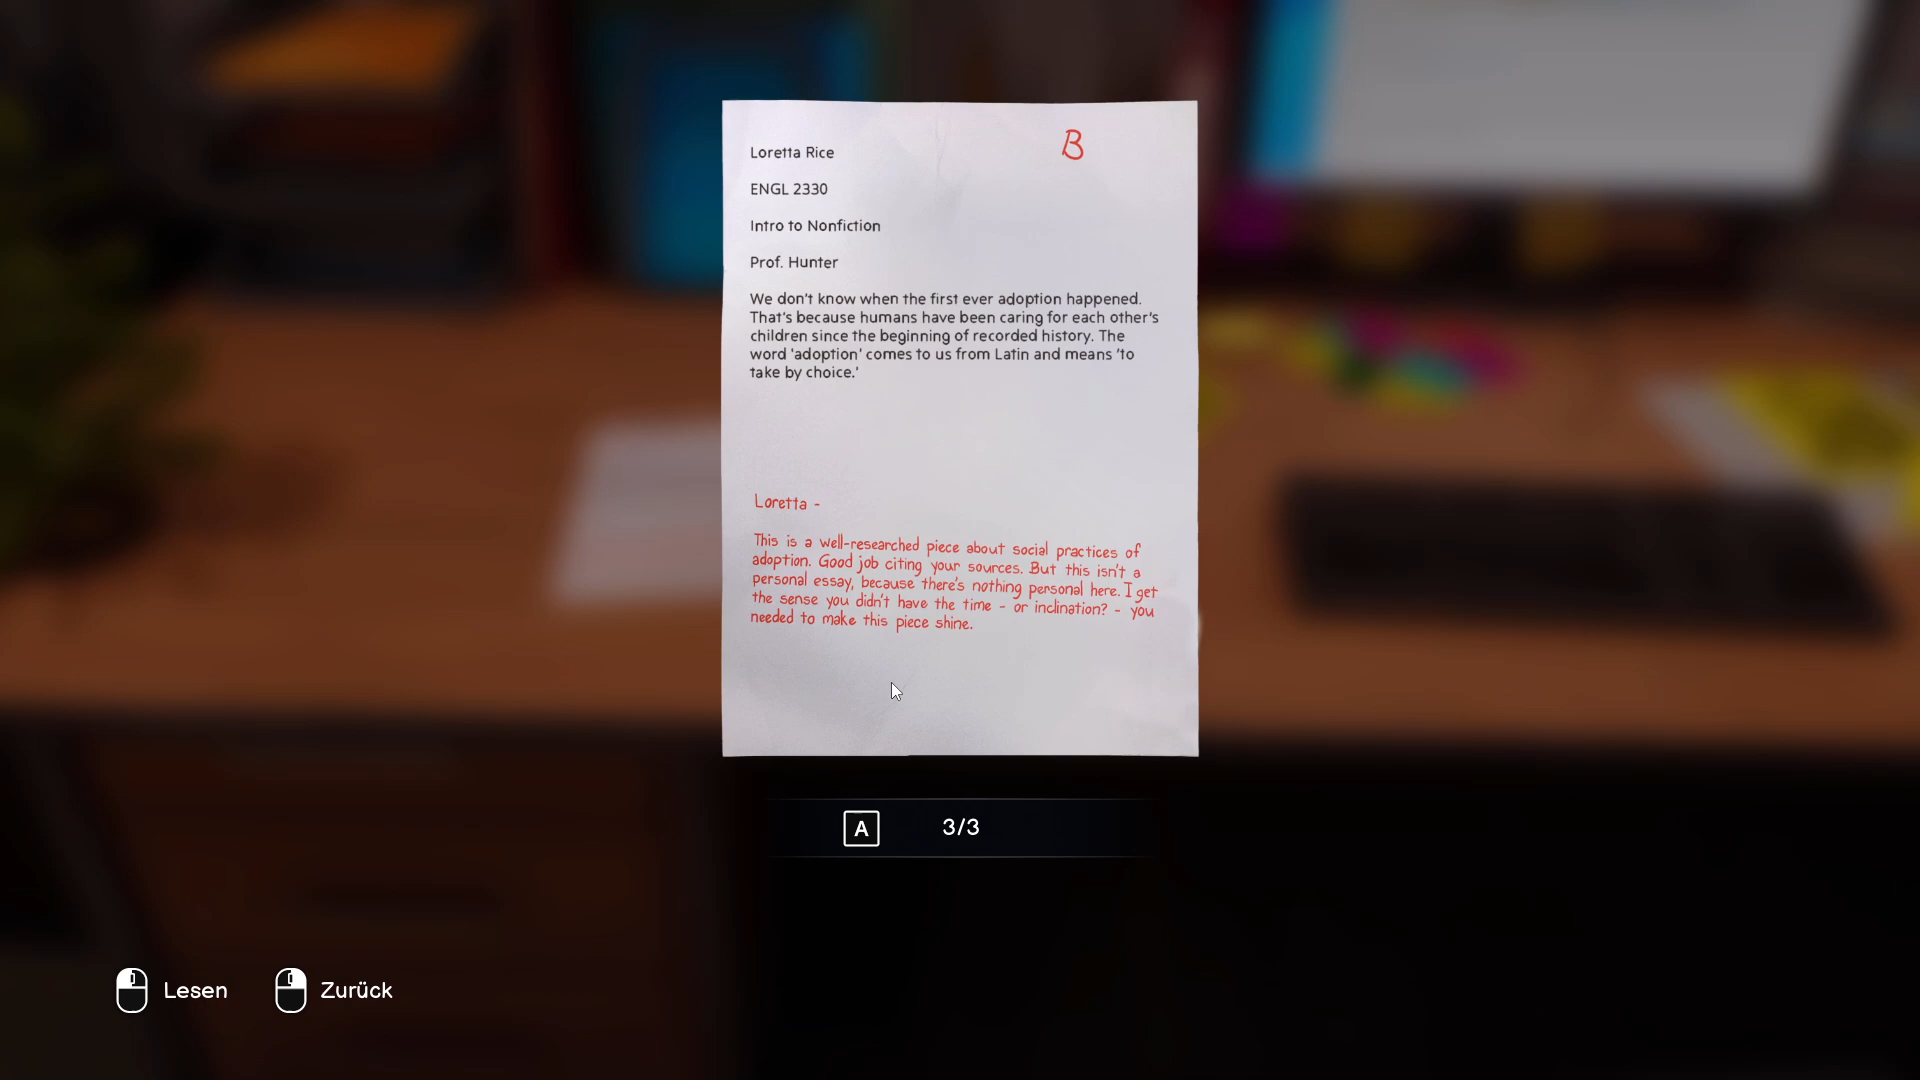 B
Loretta Rice
ENGL 2330
Intro to Nonfiction
Prof. Hunter
We don't know when the first ever adoption happened.
That's because humans have been caring for each other's
children since the beginning of recorded history. The
word 'adoption' comes to us from Latin and means 'to
take by choice.'
Loretta -
This is a well-researched piece about social practices of
adoption. Good job citing your sources. But this isn't a
personal essay, because there's nothing personal here. I get
the sense you didn't have the time - or inclination? - you
needed to make this piece shine.
A 3/3
Lesen Zurück